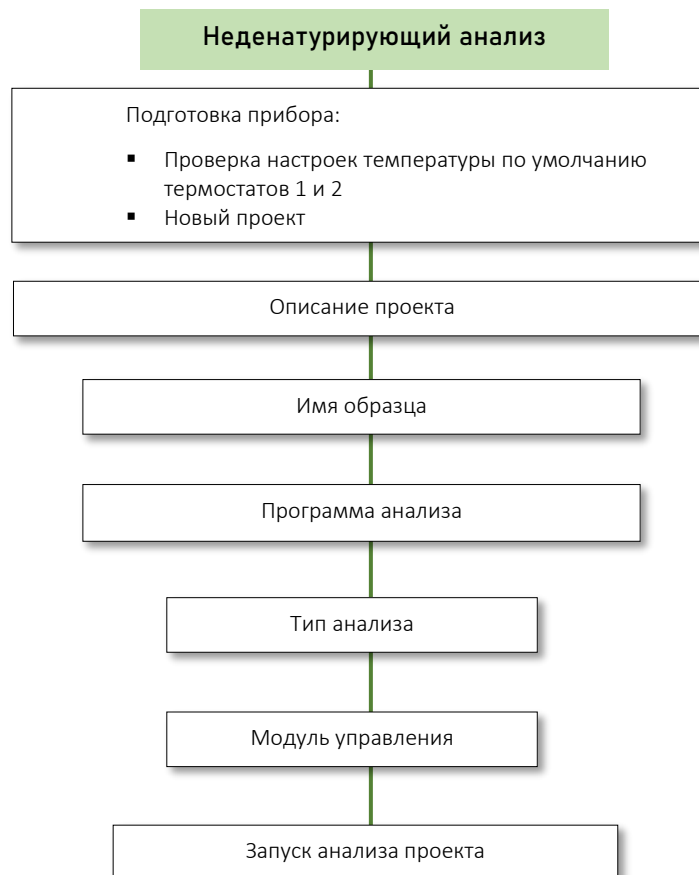 Неденатурирующий анализ
Подготовка прибора:
▪ Проверка настроек температуры по умолчанию
термостатов 1 и 2
▪ Новый проект
Описание проекта
Имя образца
Программа анализа
Тип анализа
Модуль управления
Запуск анализа проекта